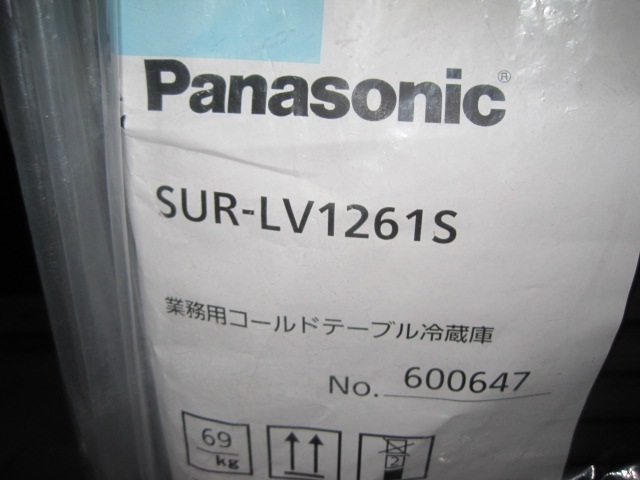 Panasonic®
SUR-LV1261S
業務用コールドテーブル冷蔵庫
No. 600647
69
kg
2